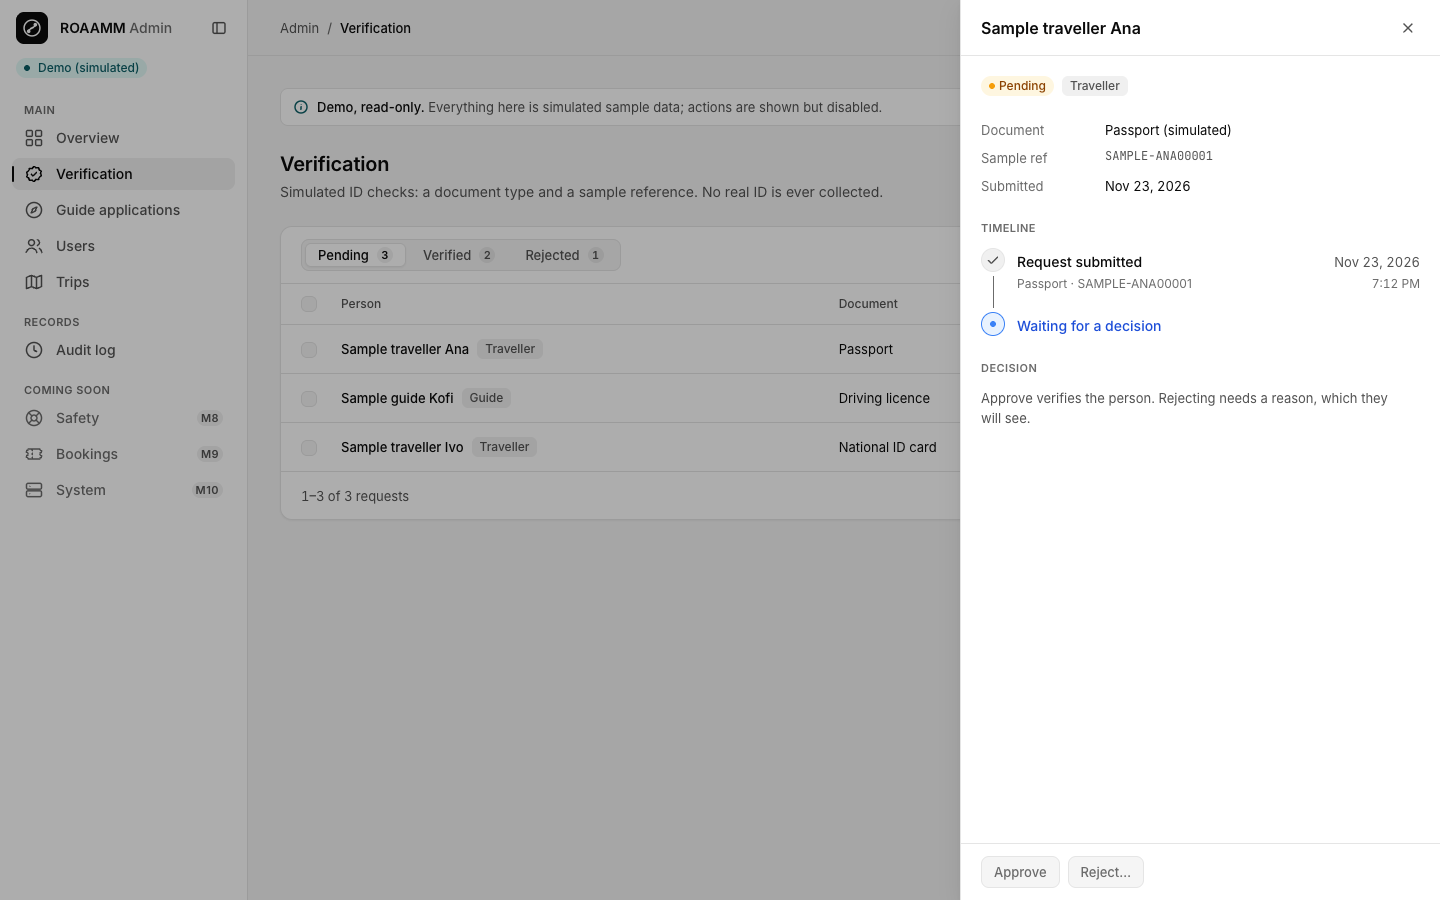 ROAAMM Admin
Demo (simulated)
MAIN
Overview
Verification
Guide applications
Users
Trips
RECORDS
Audit log
COMING SOON
Safety M8
Bookings M9
System M10
Admin / Verification
Demo, read-only. Everything here is simulated sample data; actions are shown but disabled.
Verification
Simulated ID checks: a document type and a sample reference. No real ID is ever collected.
Pending 3 Verified 2 Rejected 1
Person Document
Sample traveller Ana Traveller Passport
Sample guide Kofi Guide Driving licence
Sample traveller Ivo Traveller National ID card
1–3 of 3 requests
Sample traveller Ana
Pending Traveller
Document Passport (simulated)
Sample ref SAMPLE-ANA00001
Submitted Nov 23, 2026
TIMELINE
Request submitted Nov 23, 2026
Passport · SAMPLE-ANA00001 7:12 PM
Waiting for a decision
DECISION
Approve verifies the person. Rejecting needs a reason, which they
will see.
Approve Reject...